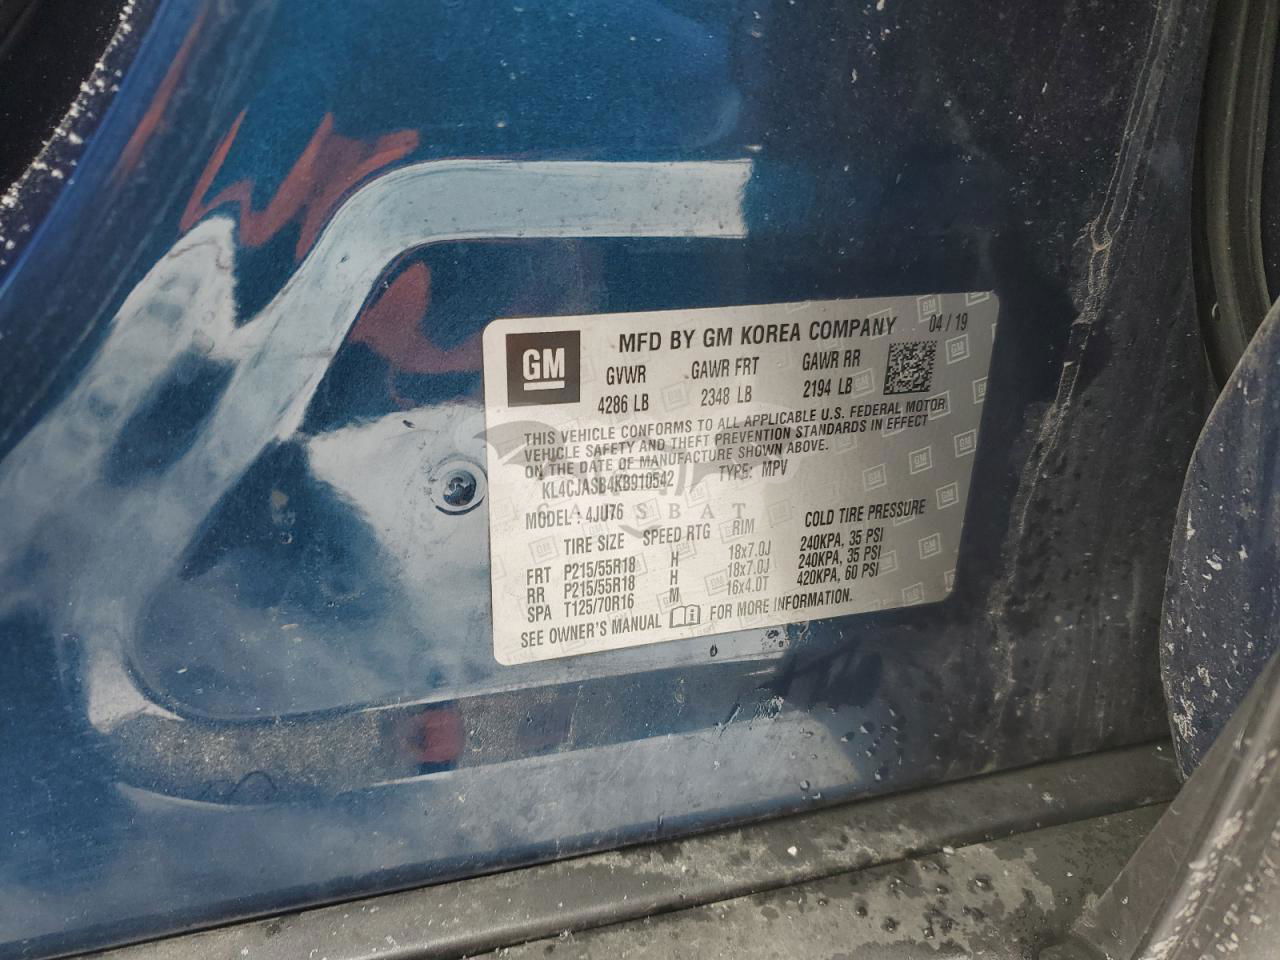 GM
MFD BY GM KOREA COMPANY 04 / 19
GVWR GAWR FRT GAWR RR
4286 LB 2348 LB 2194 LB
THIS VEHICLE CONFORMS TO ALL APPLICABLE U.S. FEDERAL MOTOR
VEHICLE SAFETY AND THEFT PREVENTION STANDARDS IN EFFECT
ON THE DATE OF MANUFACTURE SHOWN ABOVE.
KL4CJASB4KB910542 TYPE: MPV
MODEL: 4JU76
TIRE SIZE SPEED RTG RIM COLD TIRE PRESSURE
FRT P215/55R18 H 18x7.0J 240KPA, 35 PSI
RR P215/55R18 H 18x7.0J 240KPA, 35 PSI
SPA T125/70R16 M 16x4.0T 420KPA, 60 PSI
SEE OWNER'S MANUAL FOR MORE INFORMATION.